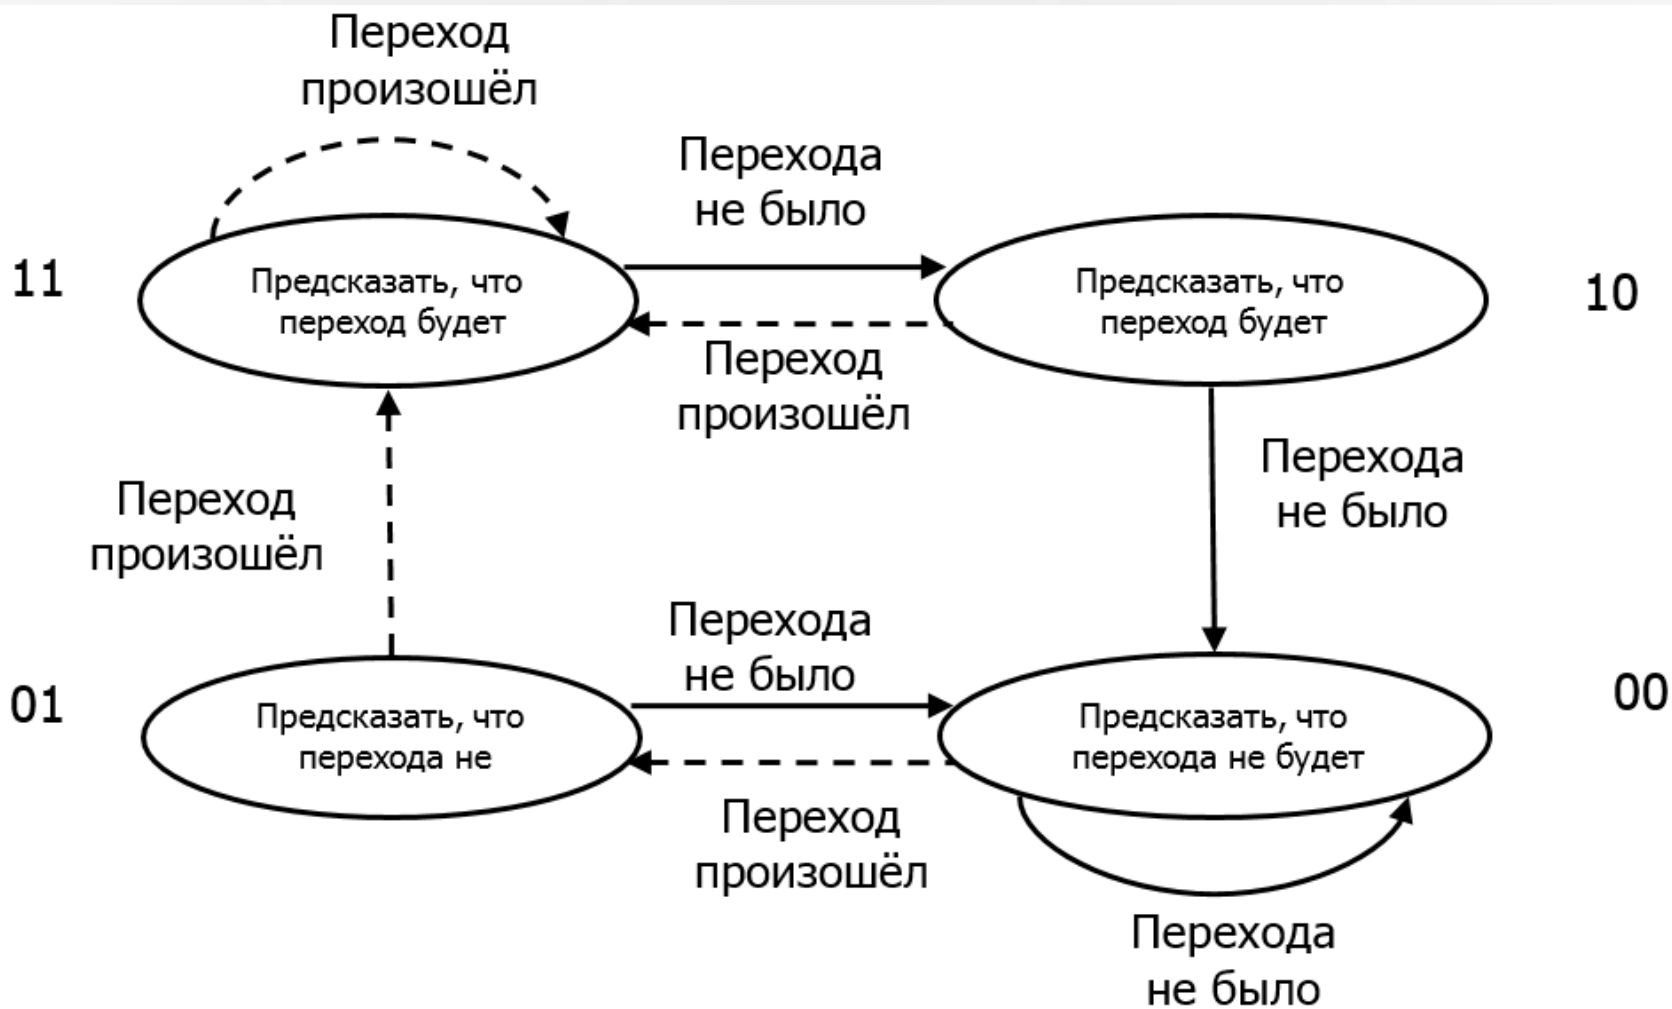 Переход
произошёл
Перехода
не было
11
Предсказать, что
переход будет
Предсказать, что
переход будет
10
Переход
произошёл
Переход
произошёл
Перехода
не было
Перехода
не было
01
Предсказать, что
перехода не
Предсказать, что
перехода не будет
00
Переход
произошёл
Перехода
не было